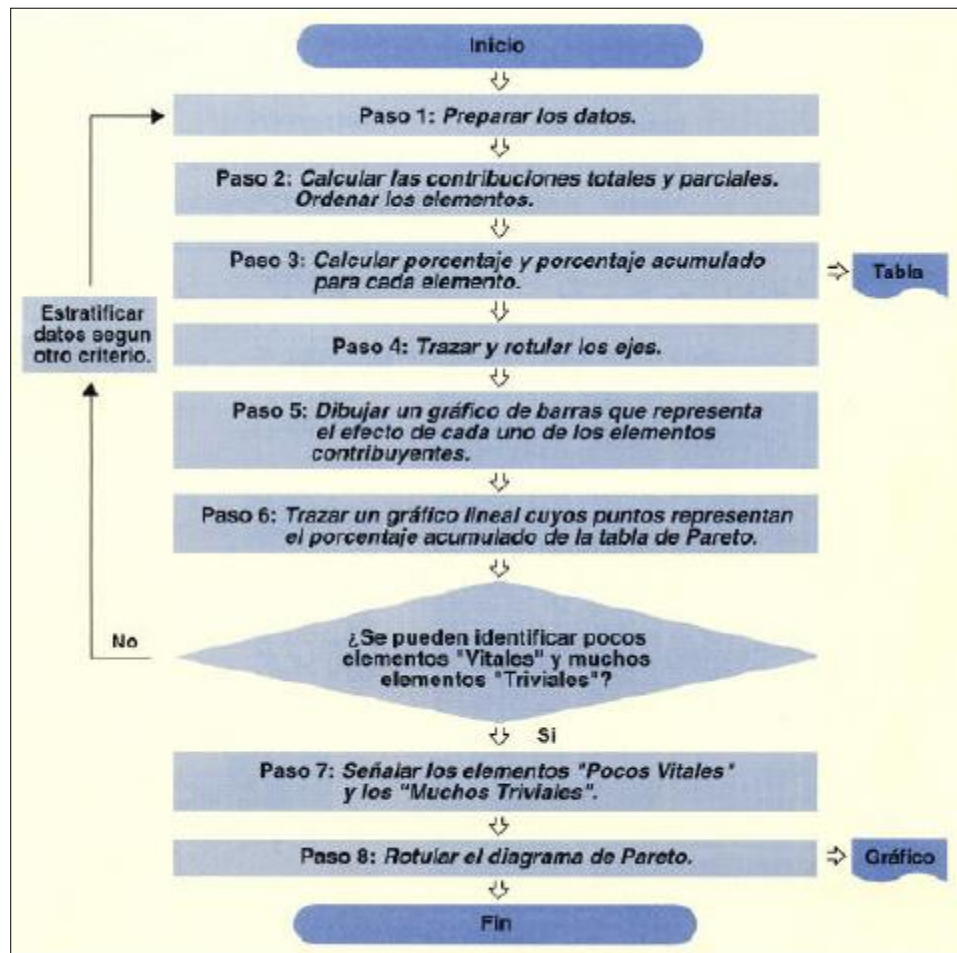 Inicio
Paso 1: Preparar los datos.
Paso 2: Calcular las contribuciones totales y parciales.
Ordenar los elementos.
Paso 3: Calcular porcentaje y porcentaje acumulado
para cada elemento.
Tabla
Estratificar
datos segun
otro criterio.
Paso 4: Trazar y rotular los ejes.
Paso 5: Dibujar un gráfico de barras que representa
el efecto de cada uno de los elementos
contribuyentes.
Paso 6: Trazar un gráfico lineal cuyos puntos representan
el porcentaje acumulado de la tabla de Pareto.
No
¿Se pueden identificar pocos
elementos "Vitales" y muchos
elementos "Triviales"?
Si
Paso 7: Señalar los elementos "Pocos Vitales"
y los "Muchos Triviales".
Paso 8: Rotular el diagrama de Pareto.
Gráfico
Fin